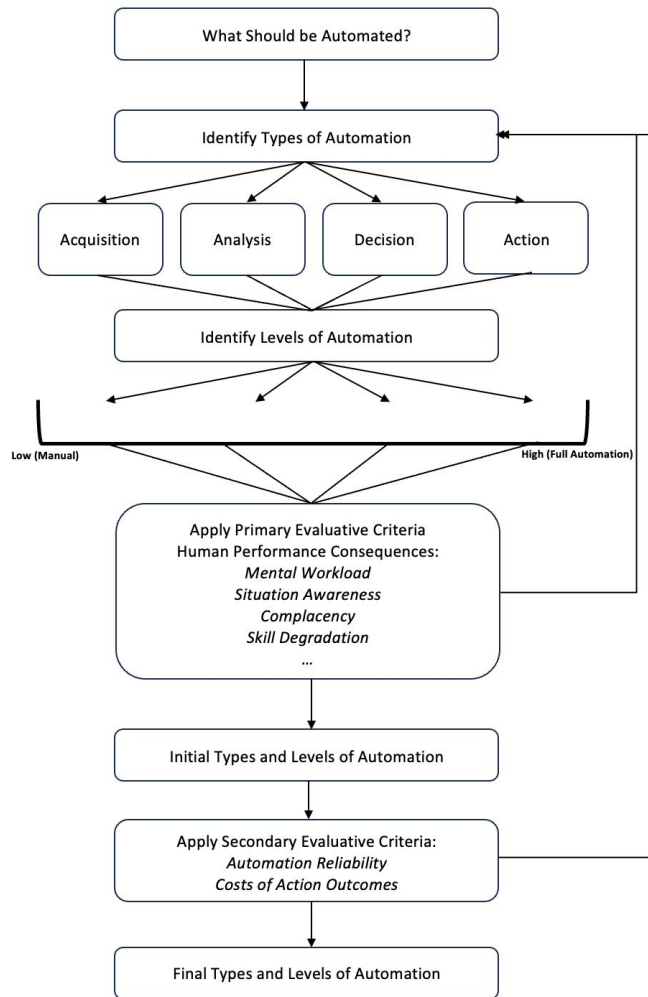 What Should be Automated?
Identify Types of Automation
Acquisition
Analysis
Decision
Action
Identify Levels of Automation
Low (Manual)
High (Full Automation)
Apply Primary Evaluative Criteria
Human Performance Consequences:
Mental Workload
Situation Awareness
Complacency
Skill Degradation
...
Initial Types and Levels of Automation
Apply Secondary Evaluative Criteria:
Automation Reliability
Costs of Action Outcomes
Final Types and Levels of Automation